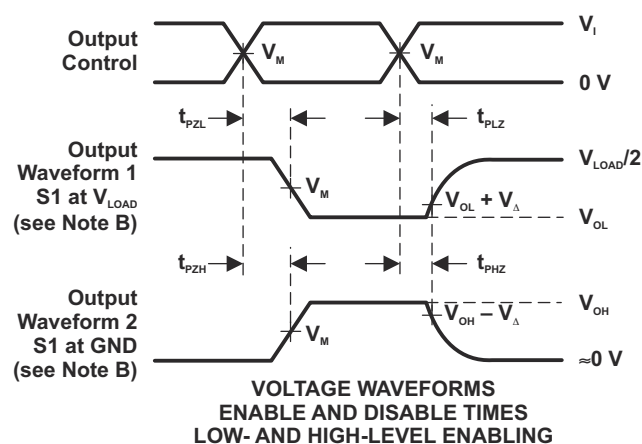 Output
Control
V_M
V_M
V_I
0 V
t_PZL
t_PLZ
Output
Waveform 1
S1 at V_LOAD
(see Note B)
V_M
V_OL + V_Δ
V_LOAD/2
V_OL
t_PZH
t_PHZ
Output
Waveform 2
S1 at GND
(see Note B)
V_M
V_OH – V_Δ
V_OH
≈0 V
VOLTAGE WAVEFORMS
ENABLE AND DISABLE TIMES
LOW- AND HIGH-LEVEL ENABLING